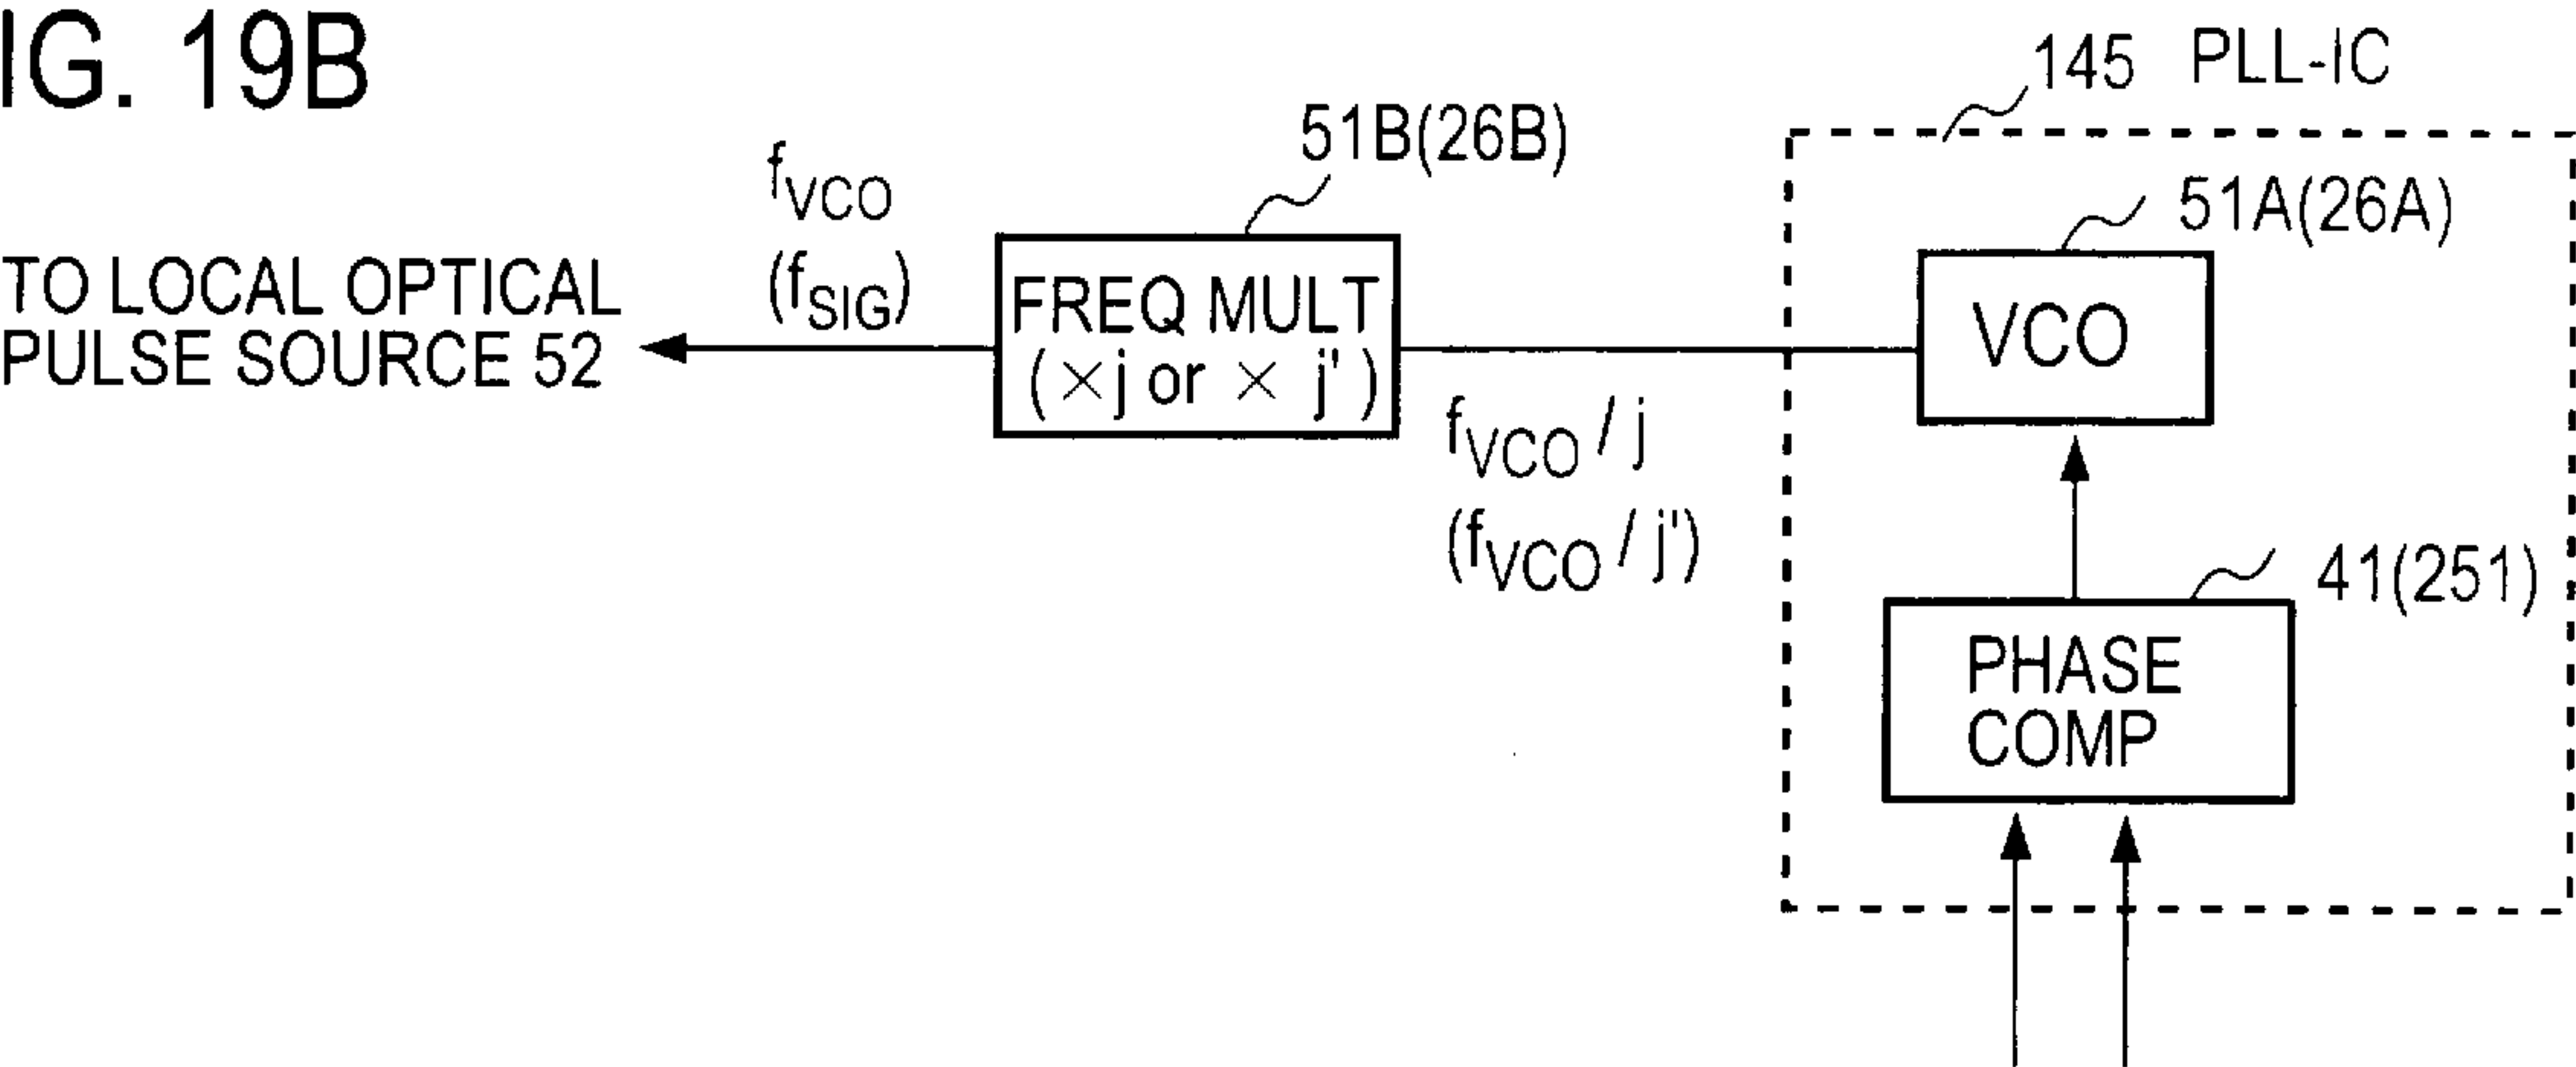 IG. 19B
145 PLL-IC
51B(26B)
fVCO
(fSIG)
51A(26A)
TO LOCAL OPTICAL
PULSE SOURCE 52
FREQ MULT
(×j or × j')
VCO
fVCO / j
(fVCO / j')
41(251)
PHASE
COMP